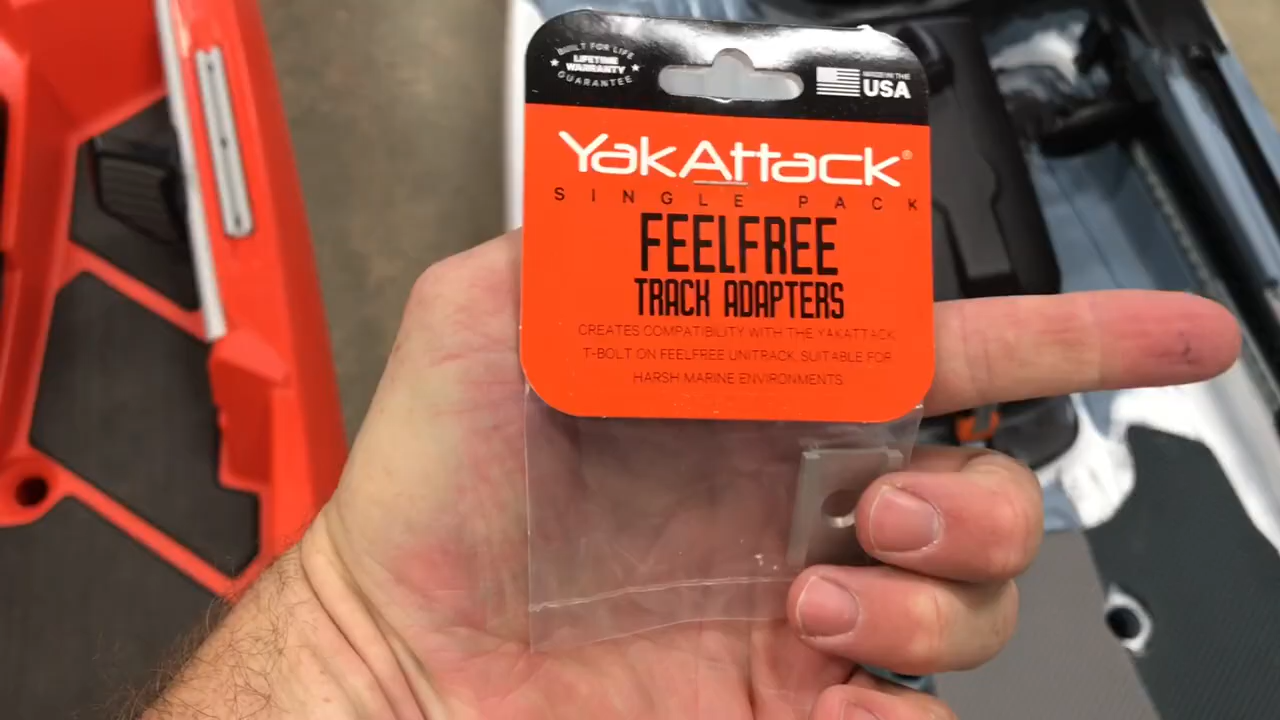 BUILT FOR LIFE
LIFETIME
WARRANTY
GUARANTEE
MADE IN THE
USA
YakAttack®
SINGLE PACK
FEELFREE
TRACK ADAPTERS
CREATES COMPATIBILITY WITH THE YAKATTACK
T-BOLT ON FEELFREE UNITRACK. SUITABLE FOR
HARSH MARINE ENVIRONMENTS.